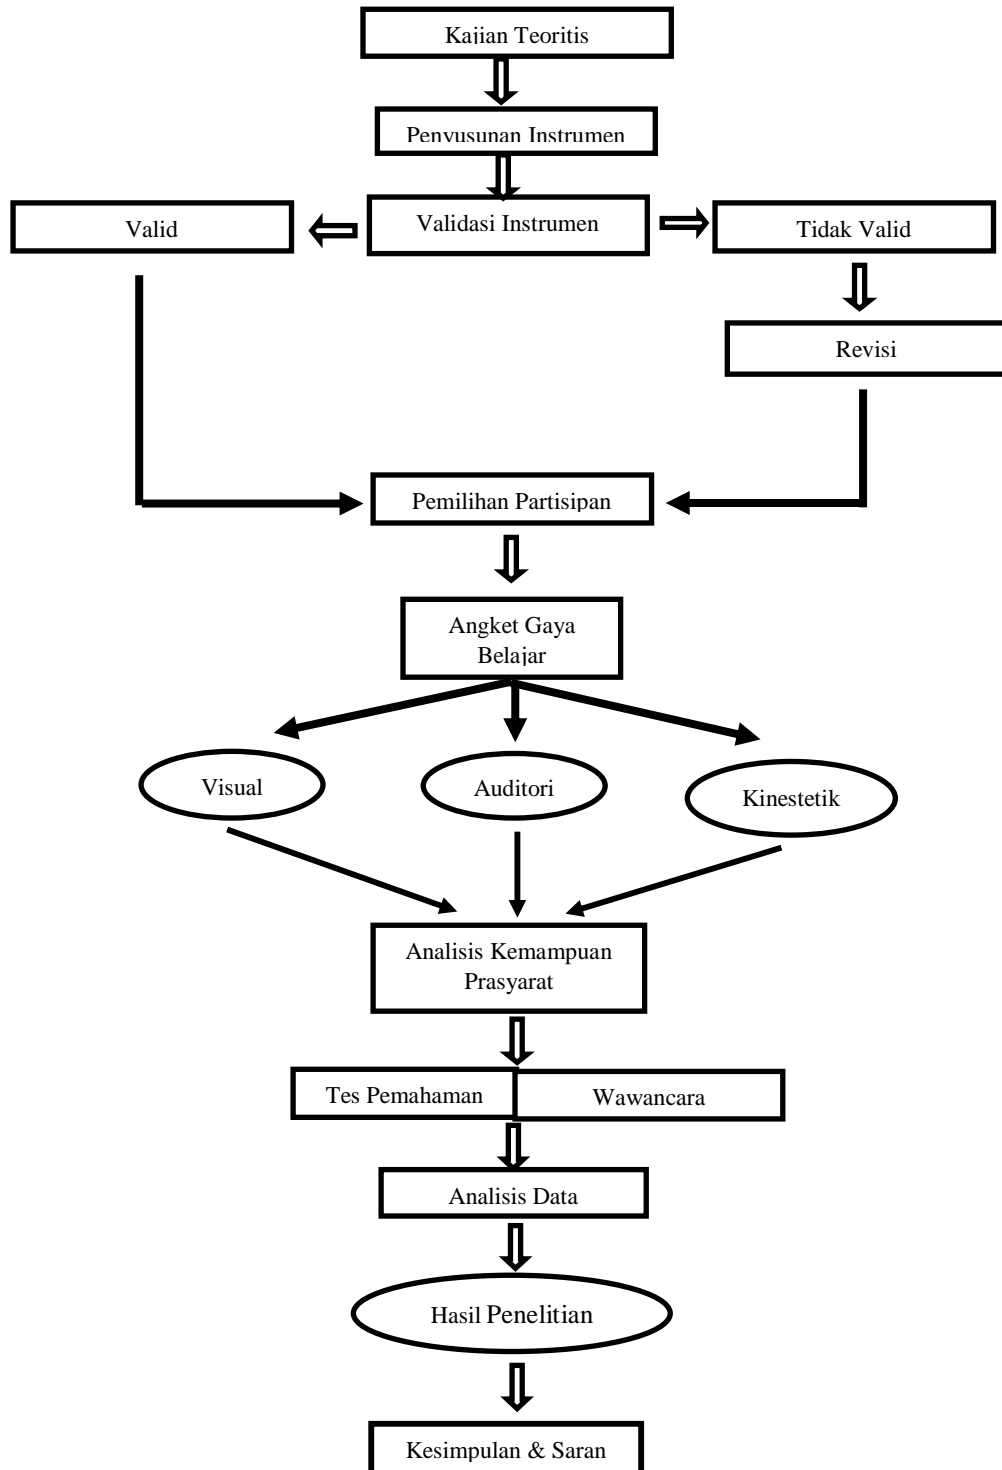 Kajian Teoritis
Penyusunan Instrumen
Valid
Validasi Instrumen
Tidak Valid
Revisi
Pemilihan Partisipan
Angket Gaya
Belajar
Visual
Auditori
Kinestetik
Analisis Kemampuan
Prasyarat
Tes Pemahaman
Wawancara
Analisis Data
Hasil Penelitian
Kesimpulan & Saran